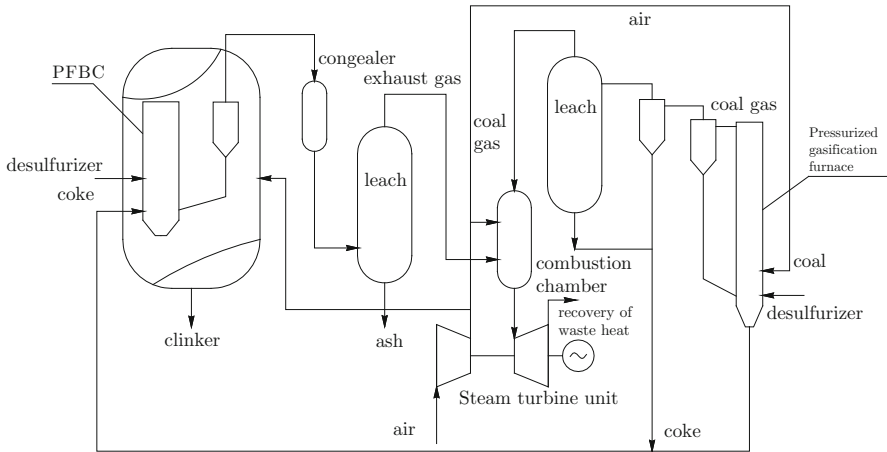 air
PFBC
congealer
exhaust gas
coal
gas
leach
coal gas
Pressurized
gasification
furnace
desulfurizer
coke
leach
combustion
chamber
coal
desulfurizer
recovery of
waste heat
clinker
ash
Steam turbine unit
air
coke